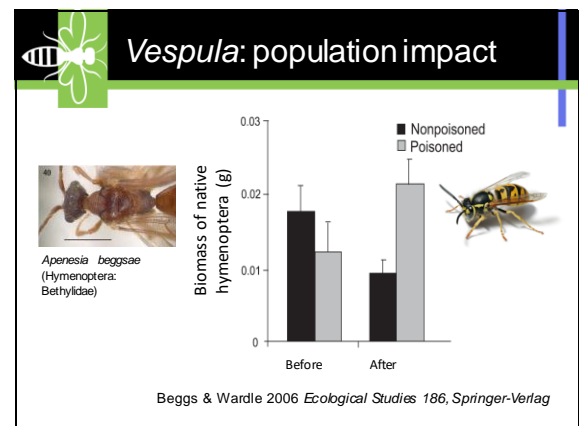 Vespula: population impact
40
Apenesia beggsae
(Hymenoptera:
Bethylidae)
Biomass of native
hymenoptera (g)
0.03
0.02
0.01
0
Nonpoisoned
Poisoned
Before
After
Beggs & Wardle 2006 Ecological Studies 186, Springer-Verlag